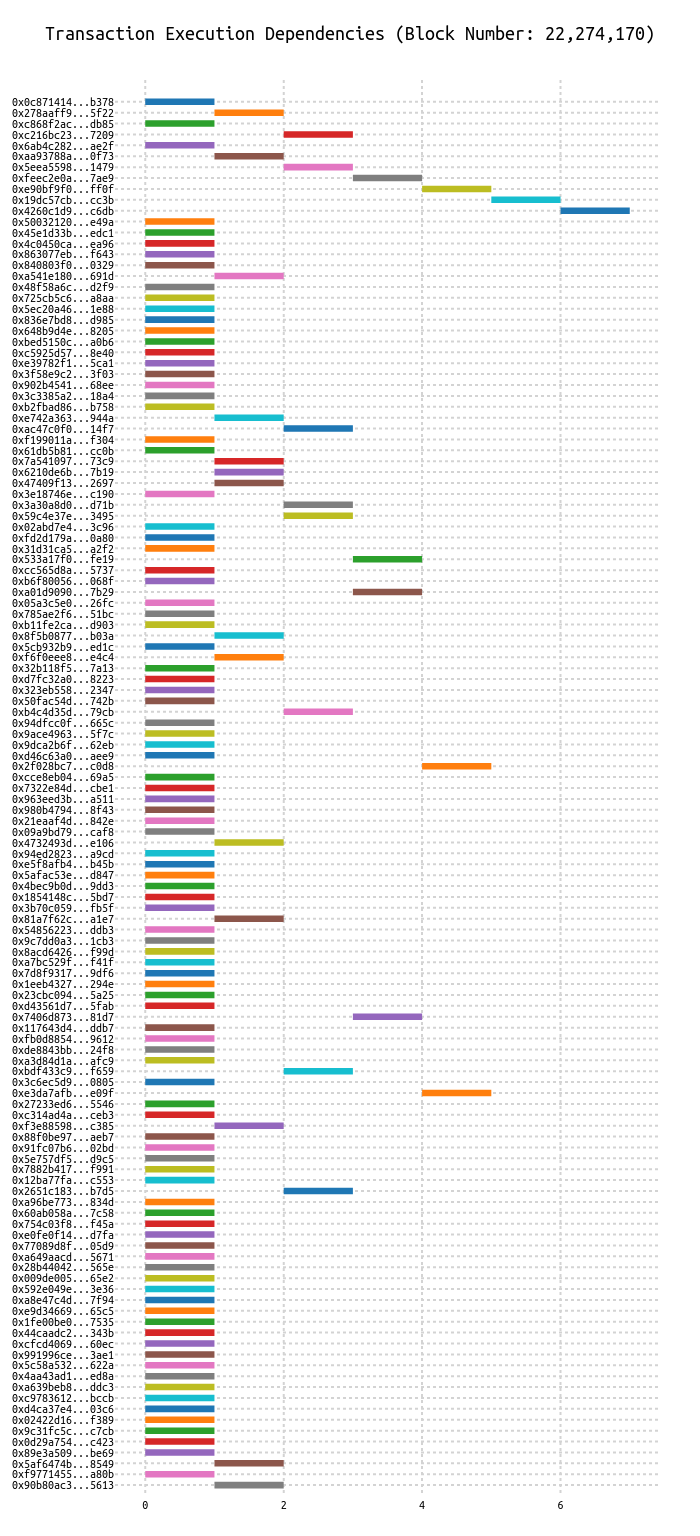 Transaction Execution Dependencies (Block Number: 22,274,170)
0x0c871414...b378
0x278aaff9...5f22
0xc868f2ac...db85
0xc216bc23...7209
0x6ab4c282...ae2f
0xaa93788a...0f73
0x5eea5598...1479
0xfeec2e0a...7ae9
0xe90bf9f0...ff0f
0x19dc57cb...cc3b
0x4260c1d9...c6db
0x50032120...e49a
0x45e1d33b...edc1
0x4c0450ca...ea96
0x863077eb...f643
0x840803f0...0329
0xa541e180...691d
0x48f58a6c...d2f9
0x725cb5c6...a8aa
0x5ec20a46...1e88
0x836e7bd8...d985
0x648b9d4e...8205
0xbed5150c...a0b6
0xc5925d57...8e40
0xe39782f1...5ca1
0x3f58e9c2...3f03
0x902b4541...68ee
0x3c3385a2...18a4
0xb2fbad86...b758
0xe742a363...944a
0xac47c0f0...14f7
0xf199011a...f304
0x61db5b81...cc0b
0x7a541097...73c9
0x6210de6b...7b19
0x47409f13...2697
0x3e18746e...c190
0x3a30a8d0...d71b
0x59c4e37e...3495
0x02abd7e4...3c96
0xfd2d179a...0a80
0x31d31ca5...a2f2
0x533a17f0...fe19
0xcc565d8a...5737
0xb6f80056...068f
0xa01d9090...7b29
0x05a3c5e0...26fc
0x785ae2f6...51bc
0xb11fe2ca...d903
0x8f5b0877...b03a
0x5cb932b9...ed1c
0xf6f0eee8...e4c4
0x32b118f5...7a13
0xd7fc32a0...8223
0x323eb558...2347
0x50fac54d...742b
0xb4c4d35d...79cb
0x94dfcc0f...665c
0x9ace4963...5f7c
0x9dca2b6f...62eb
0xd46c63a0...aee9
0x2f028bc7...c0d8
0xcce8eb04...69a5
0x7322e84d...cbe1
0x963eed3b...a511
0x980b4794...8f43
0x21eaaf4d...842e
0x09a9bd79...caf8
0x4732493d...e106
0x94ed2823...a9cd
0xe5f8afb4...b45b
0x5afac53e...d847
0x4bec9b0d...9dd3
0x1854148c...5bd7
0x3b70c059...fb5f
0x81a7f62c...a1e7
0x54856223...ddb3
0x9c7dd0a3...1cb3
0x8acd6426...f99d
0xa7bc529f...f41f
0x7d8f9317...9df6
0x1eeb4327...294e
0x23cbc094...5a25
0xd43561d7...5fab
0x7406d873...81d7
0x117643d4...ddb7
0xfb0d8854...9612
0xde8843bb...24f8
0xa3d84d1a...afc9
0xbdf433c9...f659
0x3c6ec5d9...0805
0xe3da7afb...e09f
0x27233ed6...5546
0xc314ad4a...ceb3
0xf3e88598...c385
0x88f0be97...aeb7
0x91fc07b6...02bd
0x5e757df5...d9c5
0x7882b417...f991
0x12ba77fa...c553
0x2651c183...b7d5
0xa96be773...834d
0x60ab058a...7c58
0x754c03f8...f45a
0xe0fe0f14...d7fa
0x77089d8f...05d9
0xa649aacd...5671
0x28b44042...565e
0x009de005...65e2
0x592e049e...3e36
0xa8e47c4d...7f94
0xe9d34669...65c5
0x1fe00be0...7535
0x44caadc2...343b
0xcfcd4069...60ec
0x991996ce...3ae1
0x5c58a532...622a
0x4aa43ad1...ed8a
0xa639beb8...ddc3
0xc9783612...bccb
0xd4ca37e4...03c6
0x02422d16...f389
0x9c31fc5c...c7cb
0x0d29a754...c423
0x89e3a509...be69
0x5af6474b...8549
0xf9771455...a80b
0x90b80ac3...5613
0 2 4 6